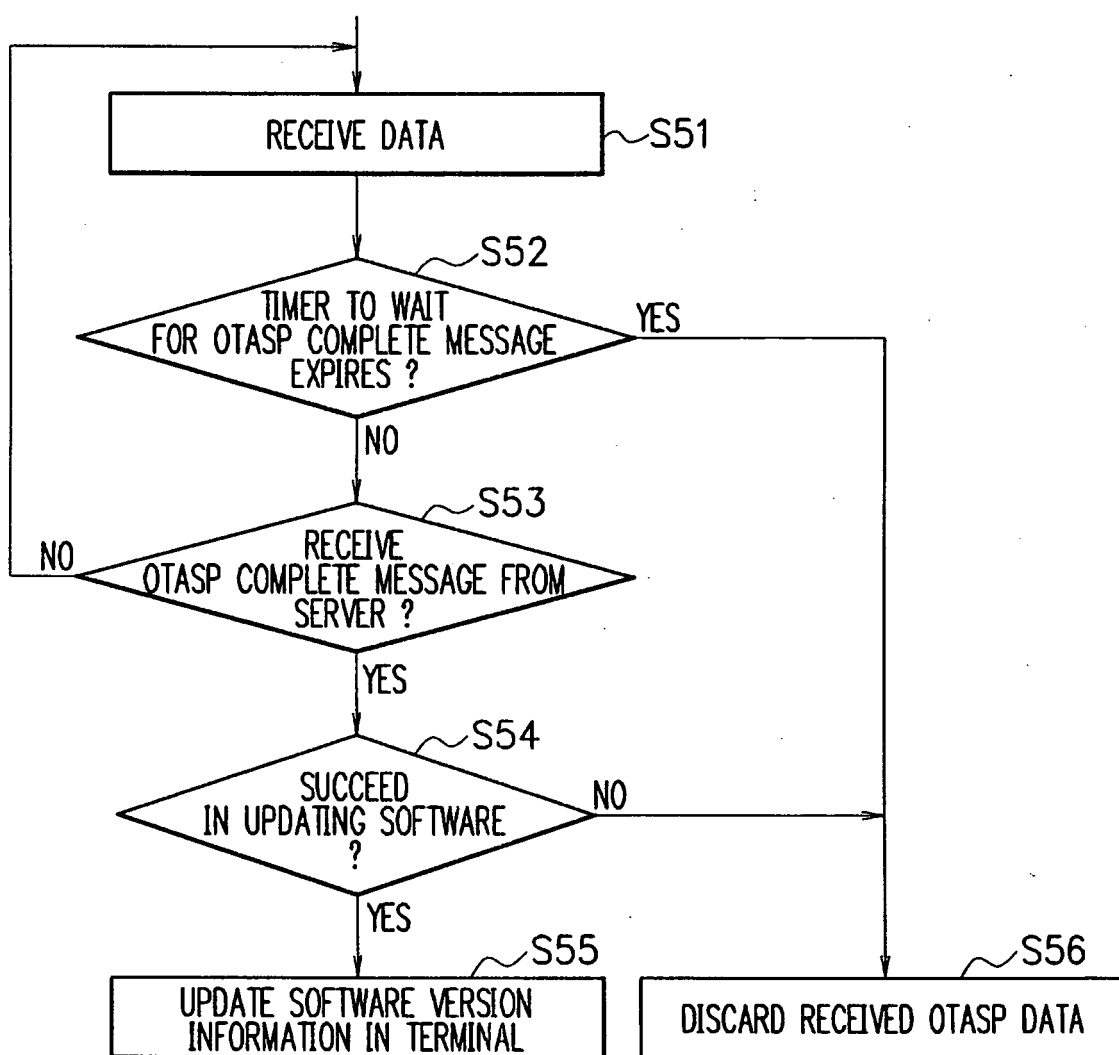 RECEIVE DATA
S51
S52
TIMER TO WAIT
FOR OTASP COMPLETE MESSAGE
EXPIRES ?
YES
NO
S53
NO
RECEIVE
OTASP COMPLETE MESSAGE FROM
SERVER ?
YES
S54
SUCCEED
IN UPDATING SOFTWARE
?
NO
YES
S55
UPDATE SOFTWARE VERSION
INFORMATION IN TERMINAL
S56
DISCARD RECEIVED OTASP DATA